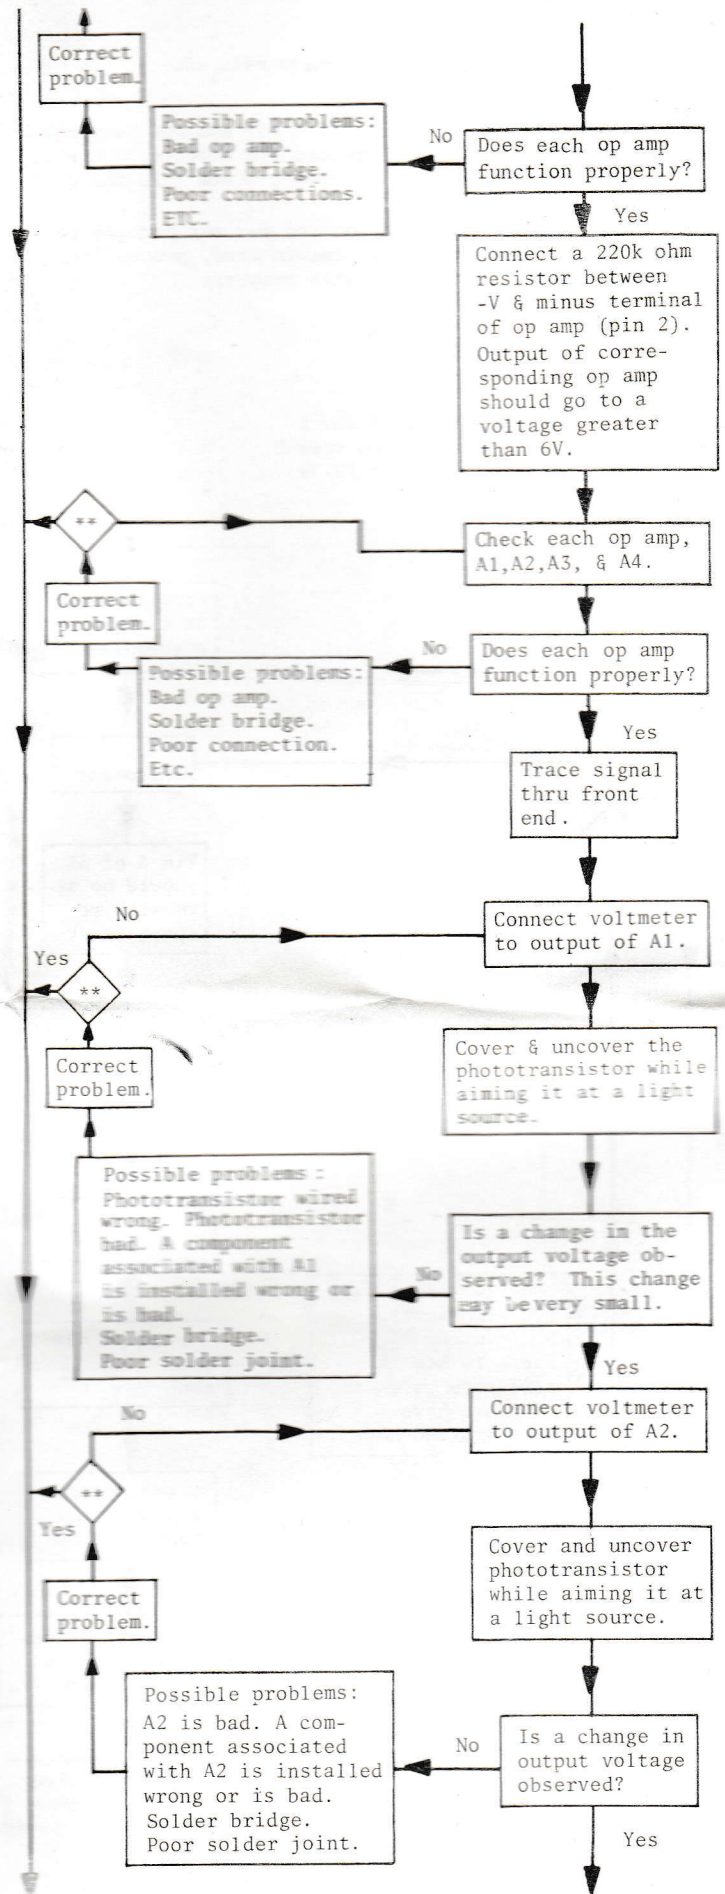 Correct
problem.
Possible problems:
Bad op amp.
Solder bridge.
Poor connections.
ETC.
No
Does each op amp
function properly?
Yes
Connect a 220k ohm
resistor between
-V & minus terminal
of op amp (pin 2).
Output of corre-
sponding op amp
should go to a
voltage greater
than 6V.
**
Check each op amp,
A1,A2,A3, & A4.
Correct
problem.
No
Does each op amp
function properly?
Possible problems:
Bad op amp.
Solder bridge.
Poor connection.
Etc.
Yes
Trace signal
thru front
end.
No
Connect voltmeter
to output of A1.
Yes
**
Correct
problem.
Cover & uncover the
phototransistor while
aiming it at a light
source.
Possible problems :
Phototransistor wired
wrong. Phototransistor
bad. A component
associated with A1
is installed wrong or
is bad.
Solder bridge.
Poor solder joint.
No
Is a change in the
output voltage ob-
served? This change
may be very small.
Yes
No
Connect voltmeter
to output of A2.
**
Yes
Cover and uncover
phototransistor
while aiming it at
a light source.
Correct
problem.
Possible problems:
A2 is bad. A com-
ponent associated
with A2 is installed
wrong or is bad.
Solder bridge.
Poor solder joint.
No
Is a change in
output voltage
observed?
Yes